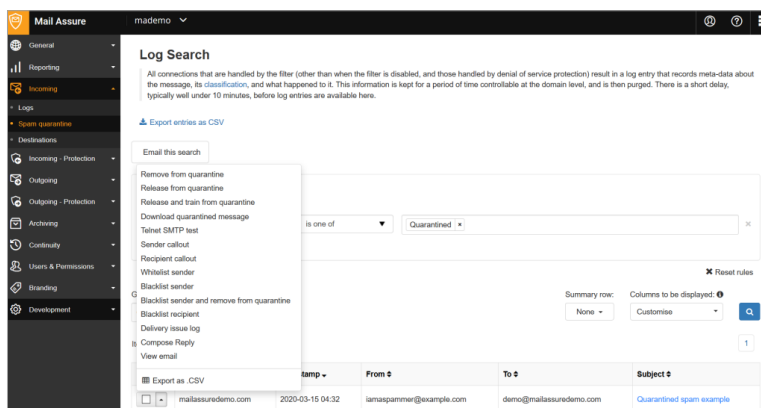 Mail Assure
mademo
General
Reporting
Incoming
Logs
Spam quarantine
Destinations
Incoming - Protection
Outgoing
Outgoing - Protection
Archiving
Continuity
Users & Permissions
Branding
Development
Log Search
All connections that are handled by the filter (other than when the filter is disabled, and those handled by denial of service protection) result in a log entry that records meta-data about
the message, its classification, and what happened to it. This information is kept for a period of time controllable at the domain level, and is then purged. There is a short delay,
typically well under 10 minutes, before log entries are available here.
Export entries as CSV
Email this search
Remove from quarantine
Release from quarantine
Release and train from quarantine
Download quarantined message
Telnet SMTP test
Sender callout
Recipient callout
Whitelist sender
Blacklist sender
Blacklist sender and remove from quarantine
Blacklist recipient
Delivery issue log
Compose Reply
View email
Export as .CSV
is one of
Quarantined ×
Reset rules
Summary row:
Columns to be displayed:
None
Customise
1
From
To
Subject
mailassuredemo.com 2020-03-15 04:32 iamaspammer@example.com demo@mailassuredemo.com Quarantined spam example